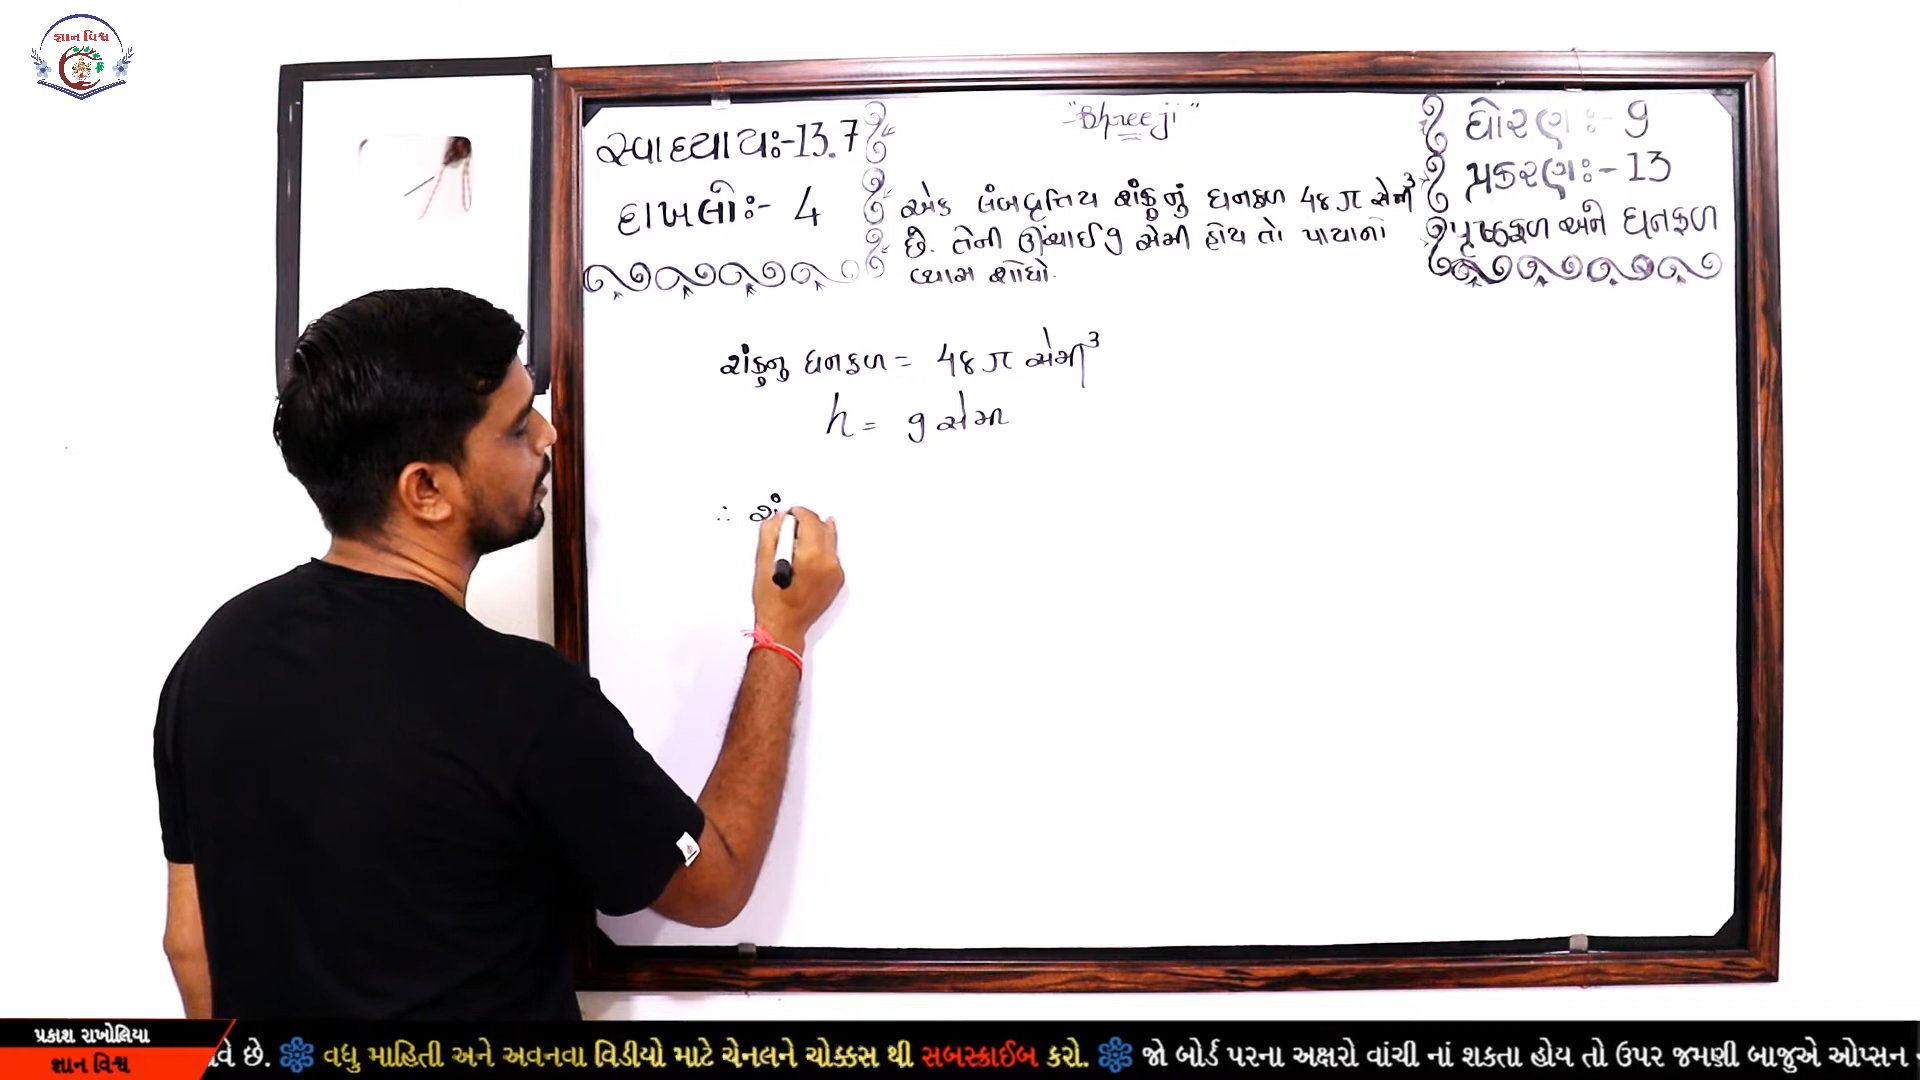 જ્ઞાન વિશ્વ
સ્વાધ્યાયઃ-13.7
દાખલોઃ- 4
"Shreeji"
એક લંબવૃત્તિય શંકુનું ઘનફળ 48π સેમી³
છે. તેની ઊંચાઈ 9 સેમી હોય તો પાયાનો
વ્યાસ શોધો.
ધોરણઃ- 9
પ્રકરણઃ- 13
પૃષ્ઠફળ અને ઘનફળ
શંકુનુ ઘનફળ = 48 π સેમી³
h = 9 સેમી
∴ શં
પ્રકાશ રાખોલિયા
જ્ઞાન વિશ્વ
વે છે. વધુ માહિતી અને અવનવા વિડીયો માટે ચેનલને ચોક્કસ થી સબસ્ક્રાઈબ કરો. જો બોર્ડ પરના અક્ષરો વાંચી નાં શકતા હોય તો ઉપર જમણી બાજુએ ઓપ્સન